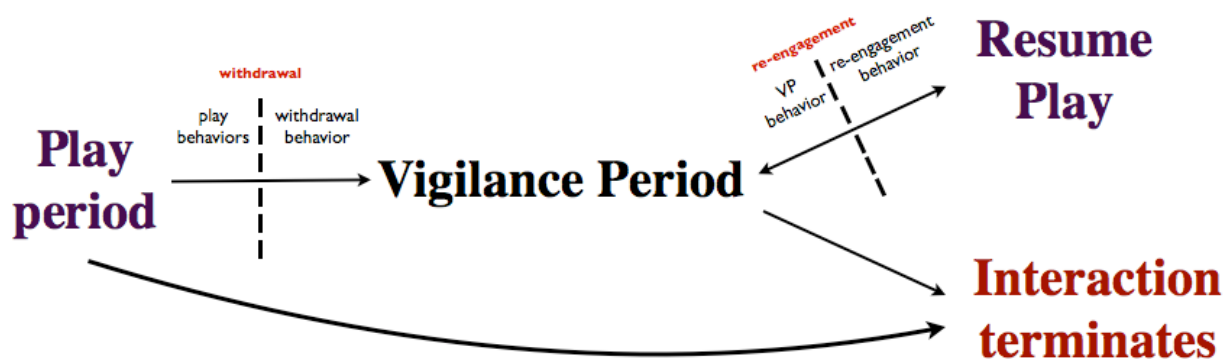 withdrawal
play
behaviors
withdrawal
behavior
Play
period
Vigilance Period
re-engagement
VP
behavior
re-engagement
behavior
Resume
Play
Interaction
terminates